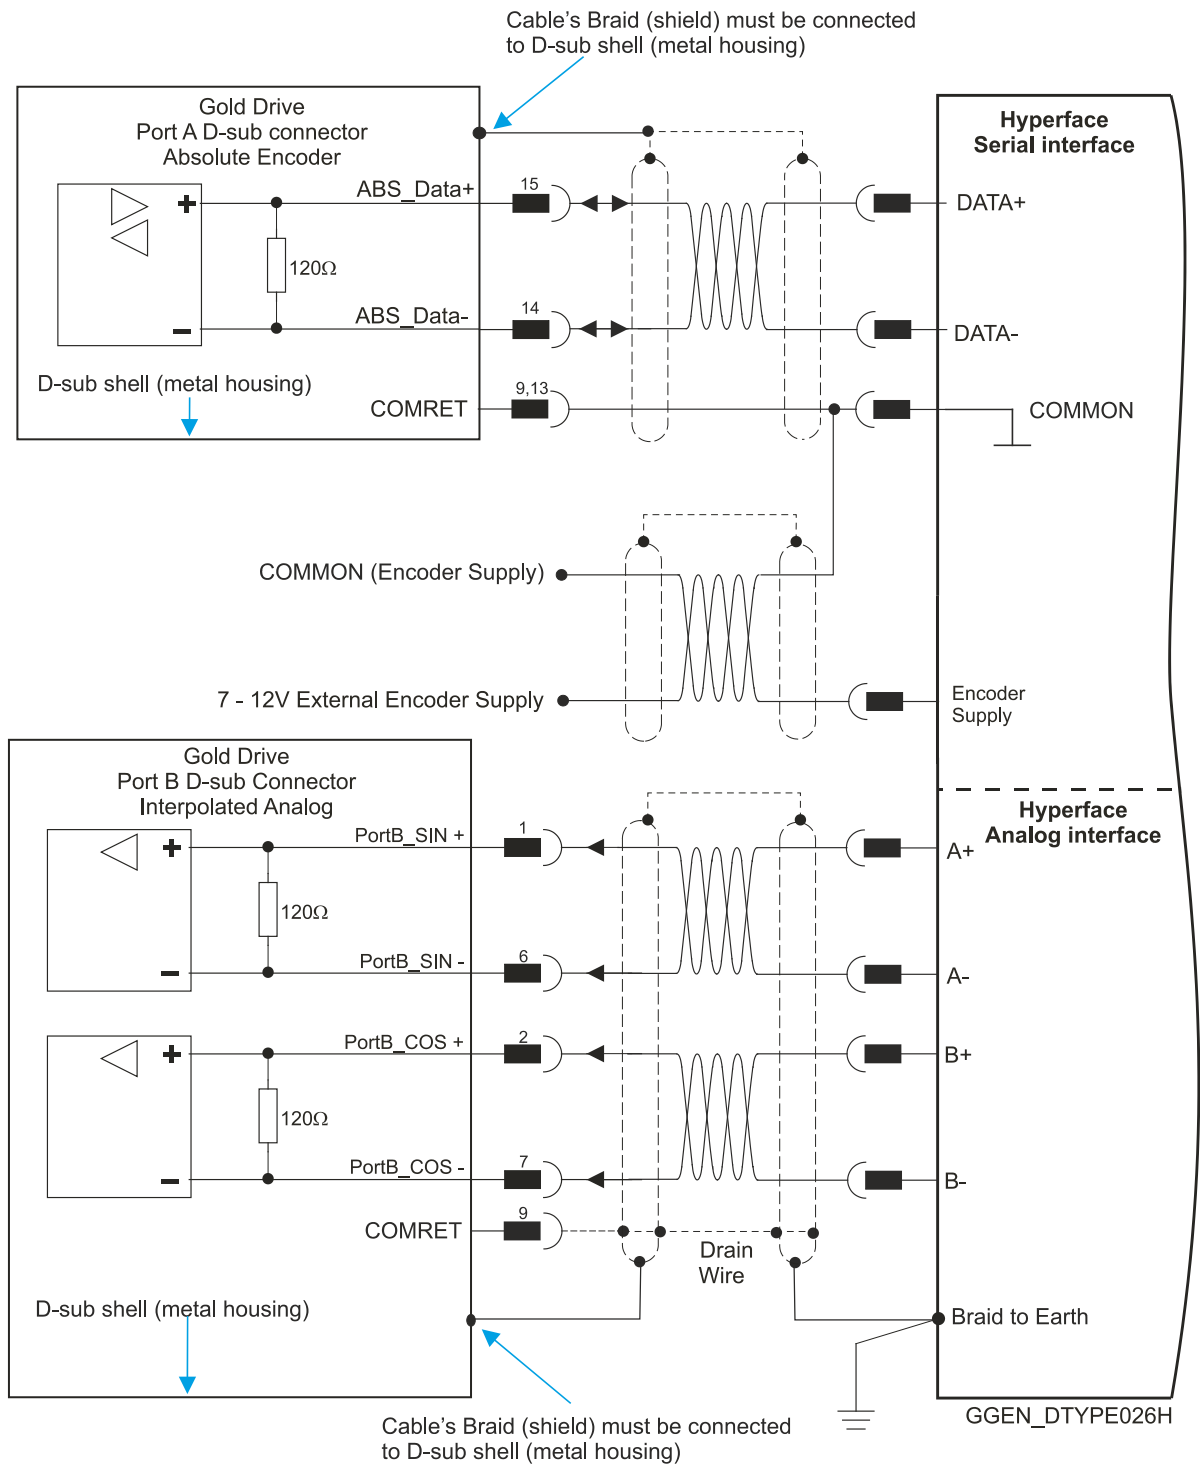 Cable's Braid (shield) must be connected
to D-sub shell (metal housing)
Gold Drive
Port A D-sub connector
Absolute Encoder
Hyperface
Serial interface
ABS_Data+
15
DATA+
+
120Ω
ABS_Data-
14
DATA-
-
D-sub shell (metal housing)
COMRET
9,13
COMMON
COMMON (Encoder Supply)
7 - 12V External Encoder Supply
Encoder
Supply
Gold Drive
Port B D-sub Connector
Interpolated Analog
Hyperface
Analog interface
PortB_SIN +
1
A+
+
120Ω
PortB_SIN -
6
A-
-
PortB_COS +
2
B+
+
120Ω
PortB_COS -
7
B-
-
COMRET
9
Drain
Wire
D-sub shell (metal housing)
Braid to Earth
GGEN_DTYPE026H
Cable's Braid (shield) must be connected
to D-sub shell (metal housing)